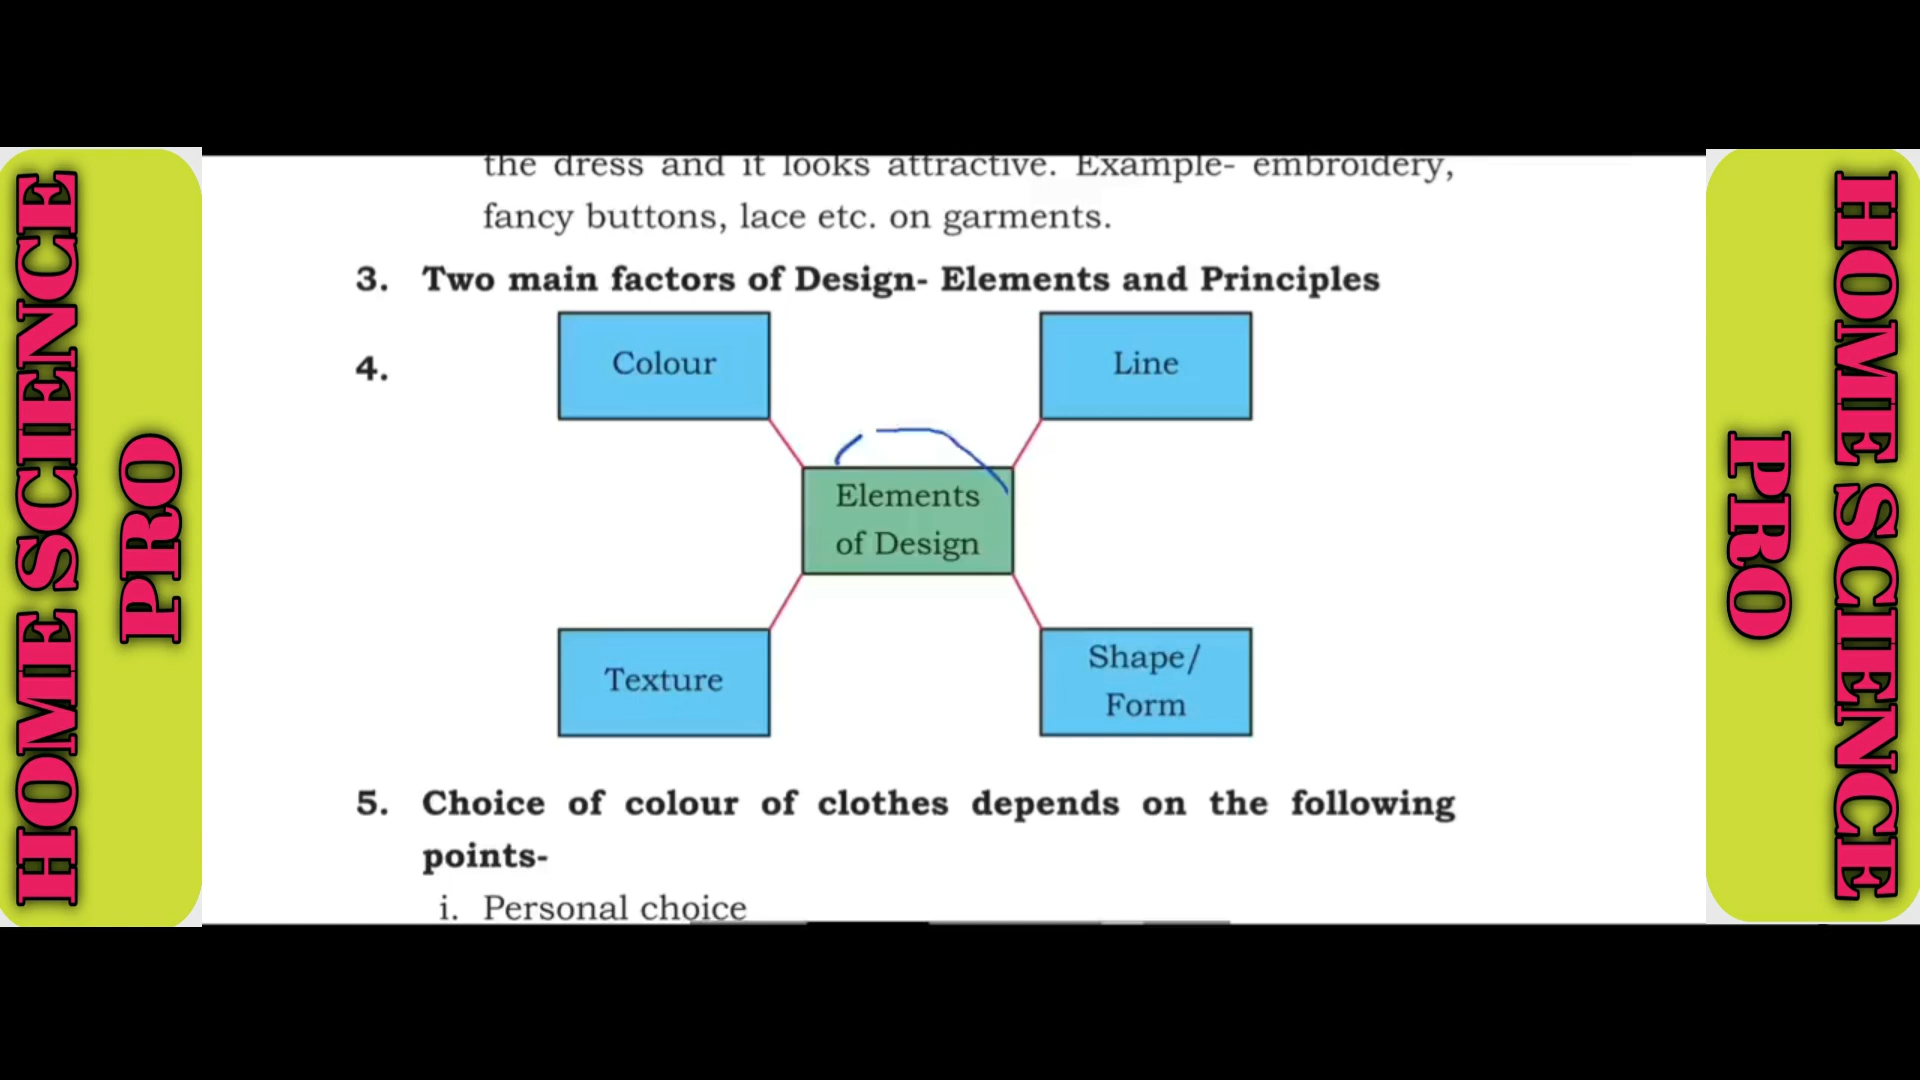 HOME SCIENCE
PRO
the dress and it looks attractive. Example- embroidery,
fancy buttons, lace etc. on garments.
3. Two main factors of Design- Elements and Principles
4.
Colour
Line
Elements
of Design
Texture
Shape/
Form
5. Choice of colour of clothes depends on the following
points-
i. Personal choice
HOME SCIENCE
PRO